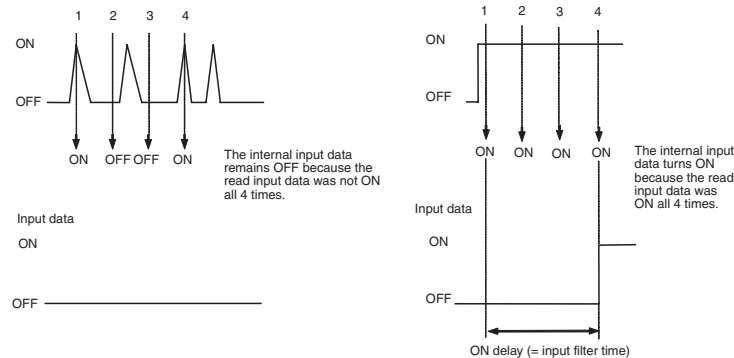 1 2 3 4
ON
OFF
ON OFF OFF ON
The internal input data
remains OFF because the
read input data was not ON
all 4 times.
Input data
ON
OFF
1 2 3 4
ON
OFF
ON ON ON ON
The internal input
data turns ON
because the read
input data was
ON all 4 times.
Input data
ON
OFF
ON delay (= input filter time)